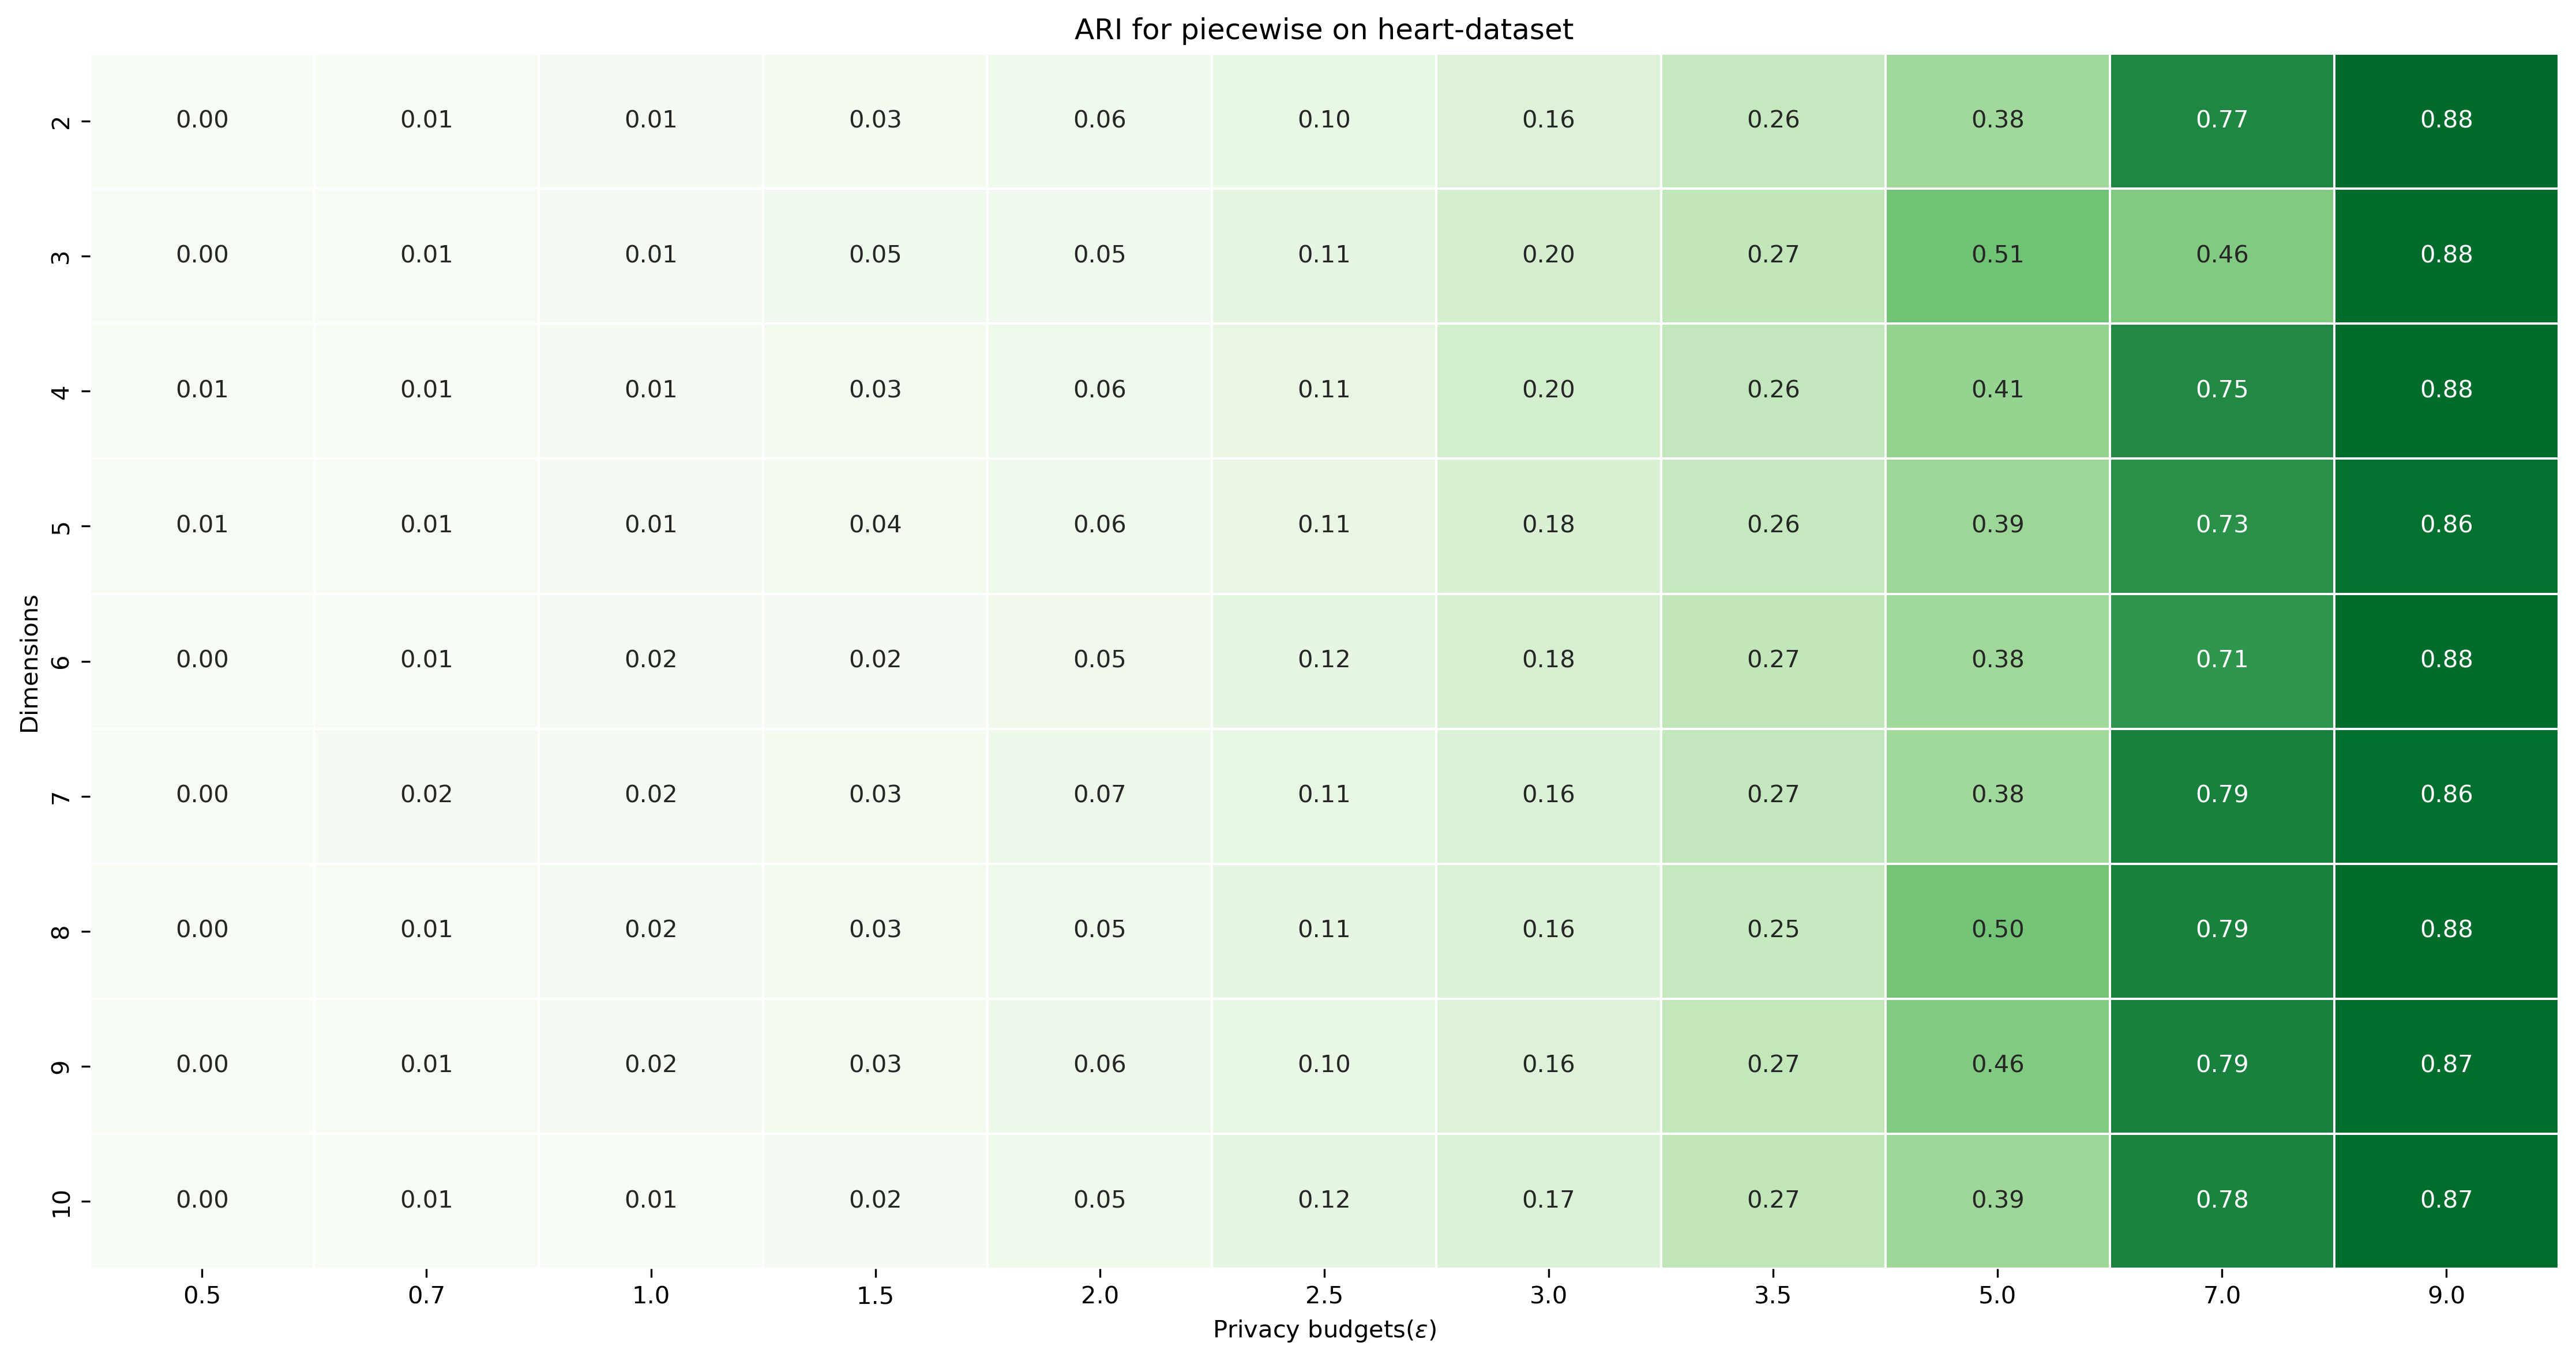 ARI for piecewise on heart-dataset
Dimensions
2 0.00 0.01 0.01 0.03 0.06 0.10 0.16 0.26 0.38 0.77 0.88
3 0.00 0.01 0.01 0.05 0.05 0.11 0.20 0.27 0.51 0.46 0.88
4 0.01 0.01 0.01 0.03 0.06 0.11 0.20 0.26 0.41 0.75 0.88
5 0.01 0.01 0.01 0.04 0.06 0.11 0.18 0.26 0.39 0.73 0.86
6 0.00 0.01 0.02 0.02 0.05 0.12 0.18 0.27 0.38 0.71 0.88
7 0.00 0.02 0.02 0.03 0.07 0.11 0.16 0.27 0.38 0.79 0.86
8 0.00 0.01 0.02 0.03 0.05 0.11 0.16 0.25 0.50 0.79 0.88
9 0.00 0.01 0.02 0.03 0.06 0.10 0.16 0.27 0.46 0.79 0.87
10 0.00 0.01 0.01 0.02 0.05 0.12 0.17 0.27 0.39 0.78 0.87
0.5 0.7 1.0 1.5 2.0 2.5 3.0 3.5 5.0 7.0 9.0
Privacy budgets(ε)